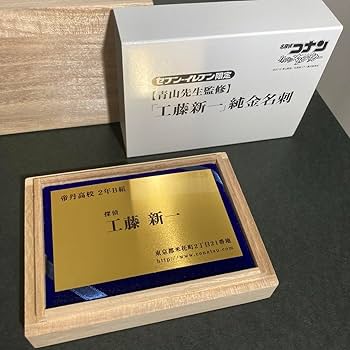 名探偵コナン
セブン-イレブン限定
【青山先生監修】
「工藤新一」純金名刺
帝丹高校 2年B組
探偵
工藤 新一
東京都米花町2丁目21番地